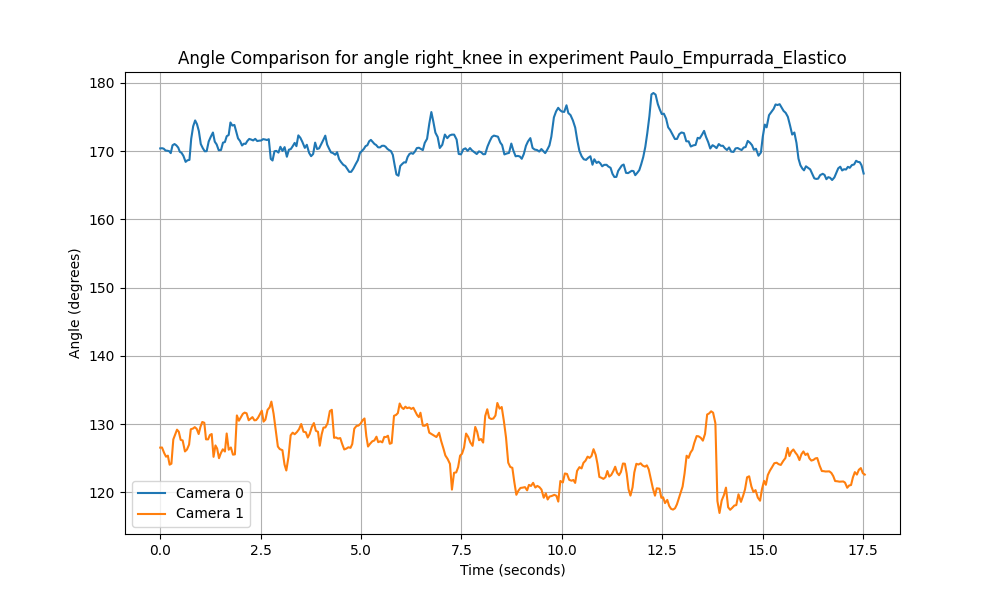 Angle Comparison for angle right_knee in experiment Paulo_Empurrada_Elastico
180
170
160
150
140
130
120
Angle (degrees)
Camera 0
Camera 1
0.0 2.5 5.0 7.5 10.0 12.5 15.0 17.5
Time (seconds)